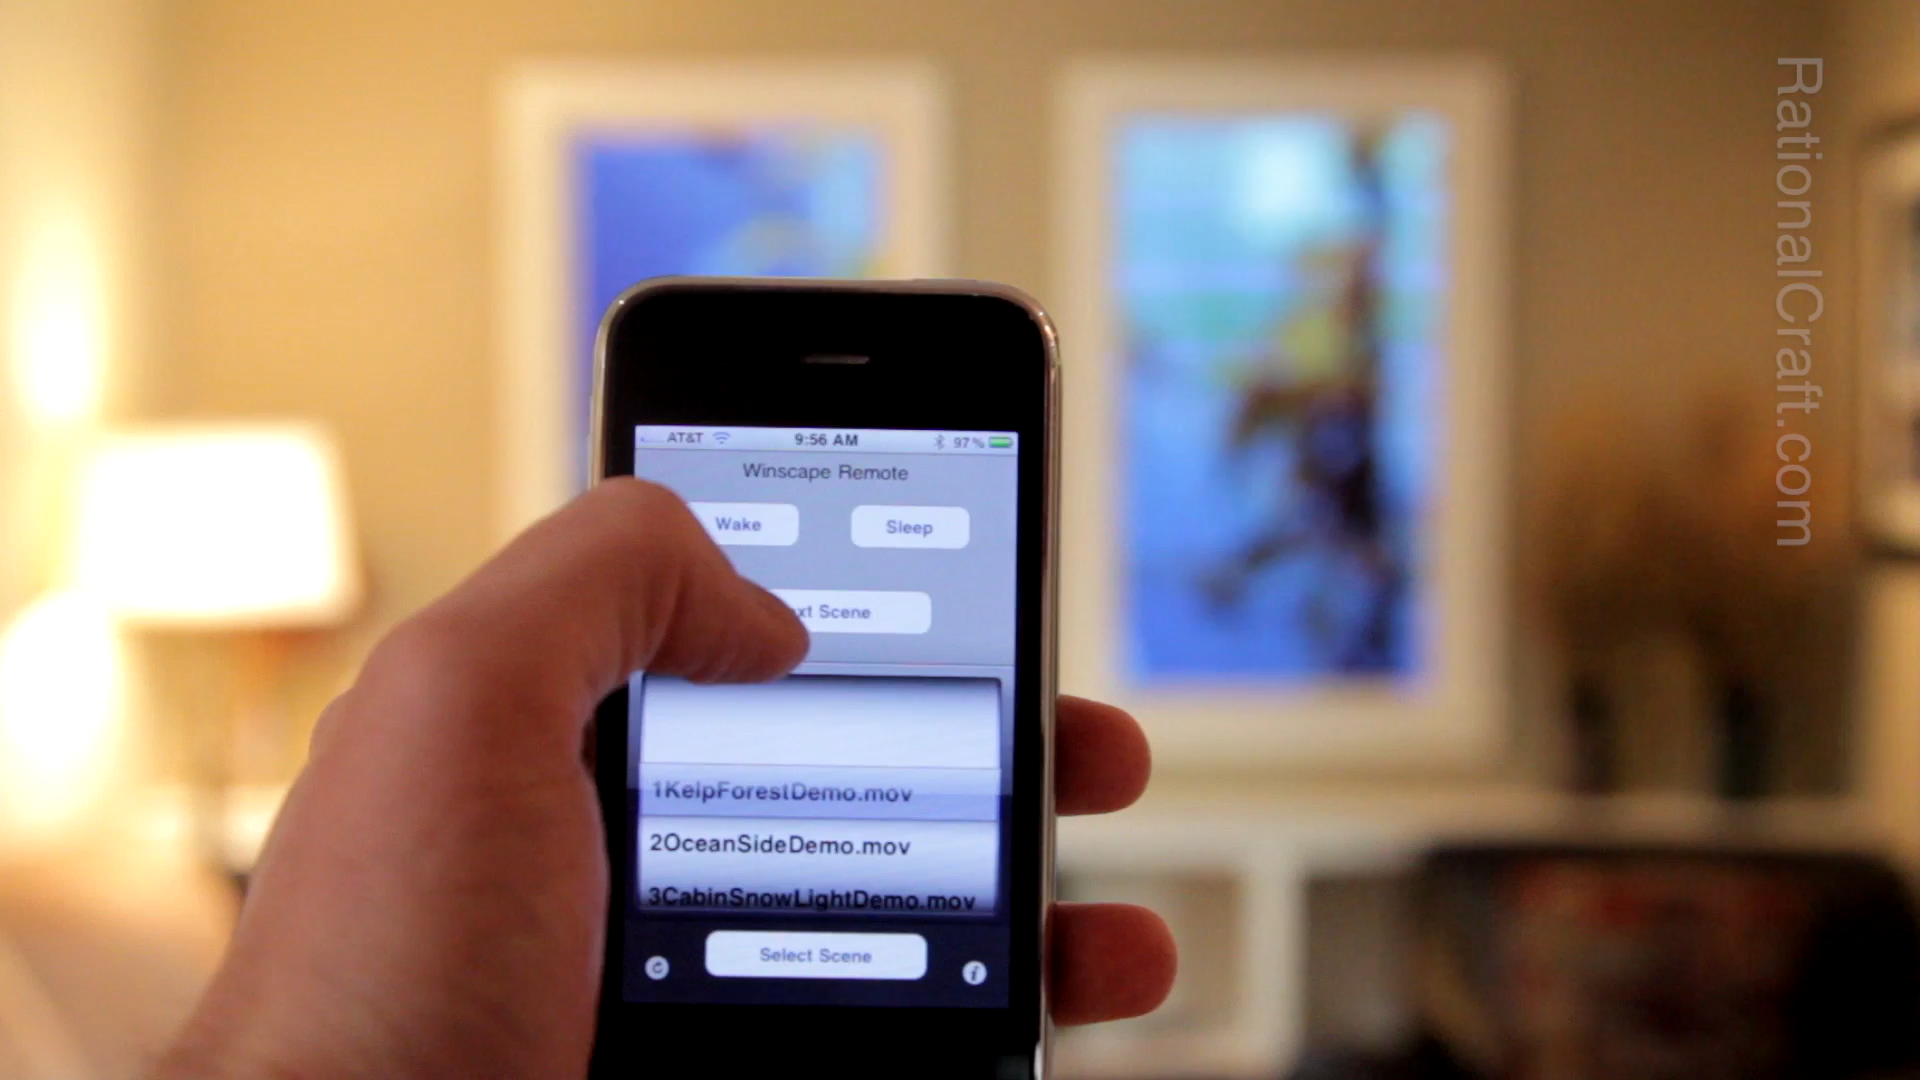 AT&T 9:56 AM 97%
Winscape Remote
Wake Sleep
Scene
1KelpForestDemo.mov
2OceanSideDemo.mov
3CabinSnowLightDemo.mov
Select Scene
RationalCraft.com